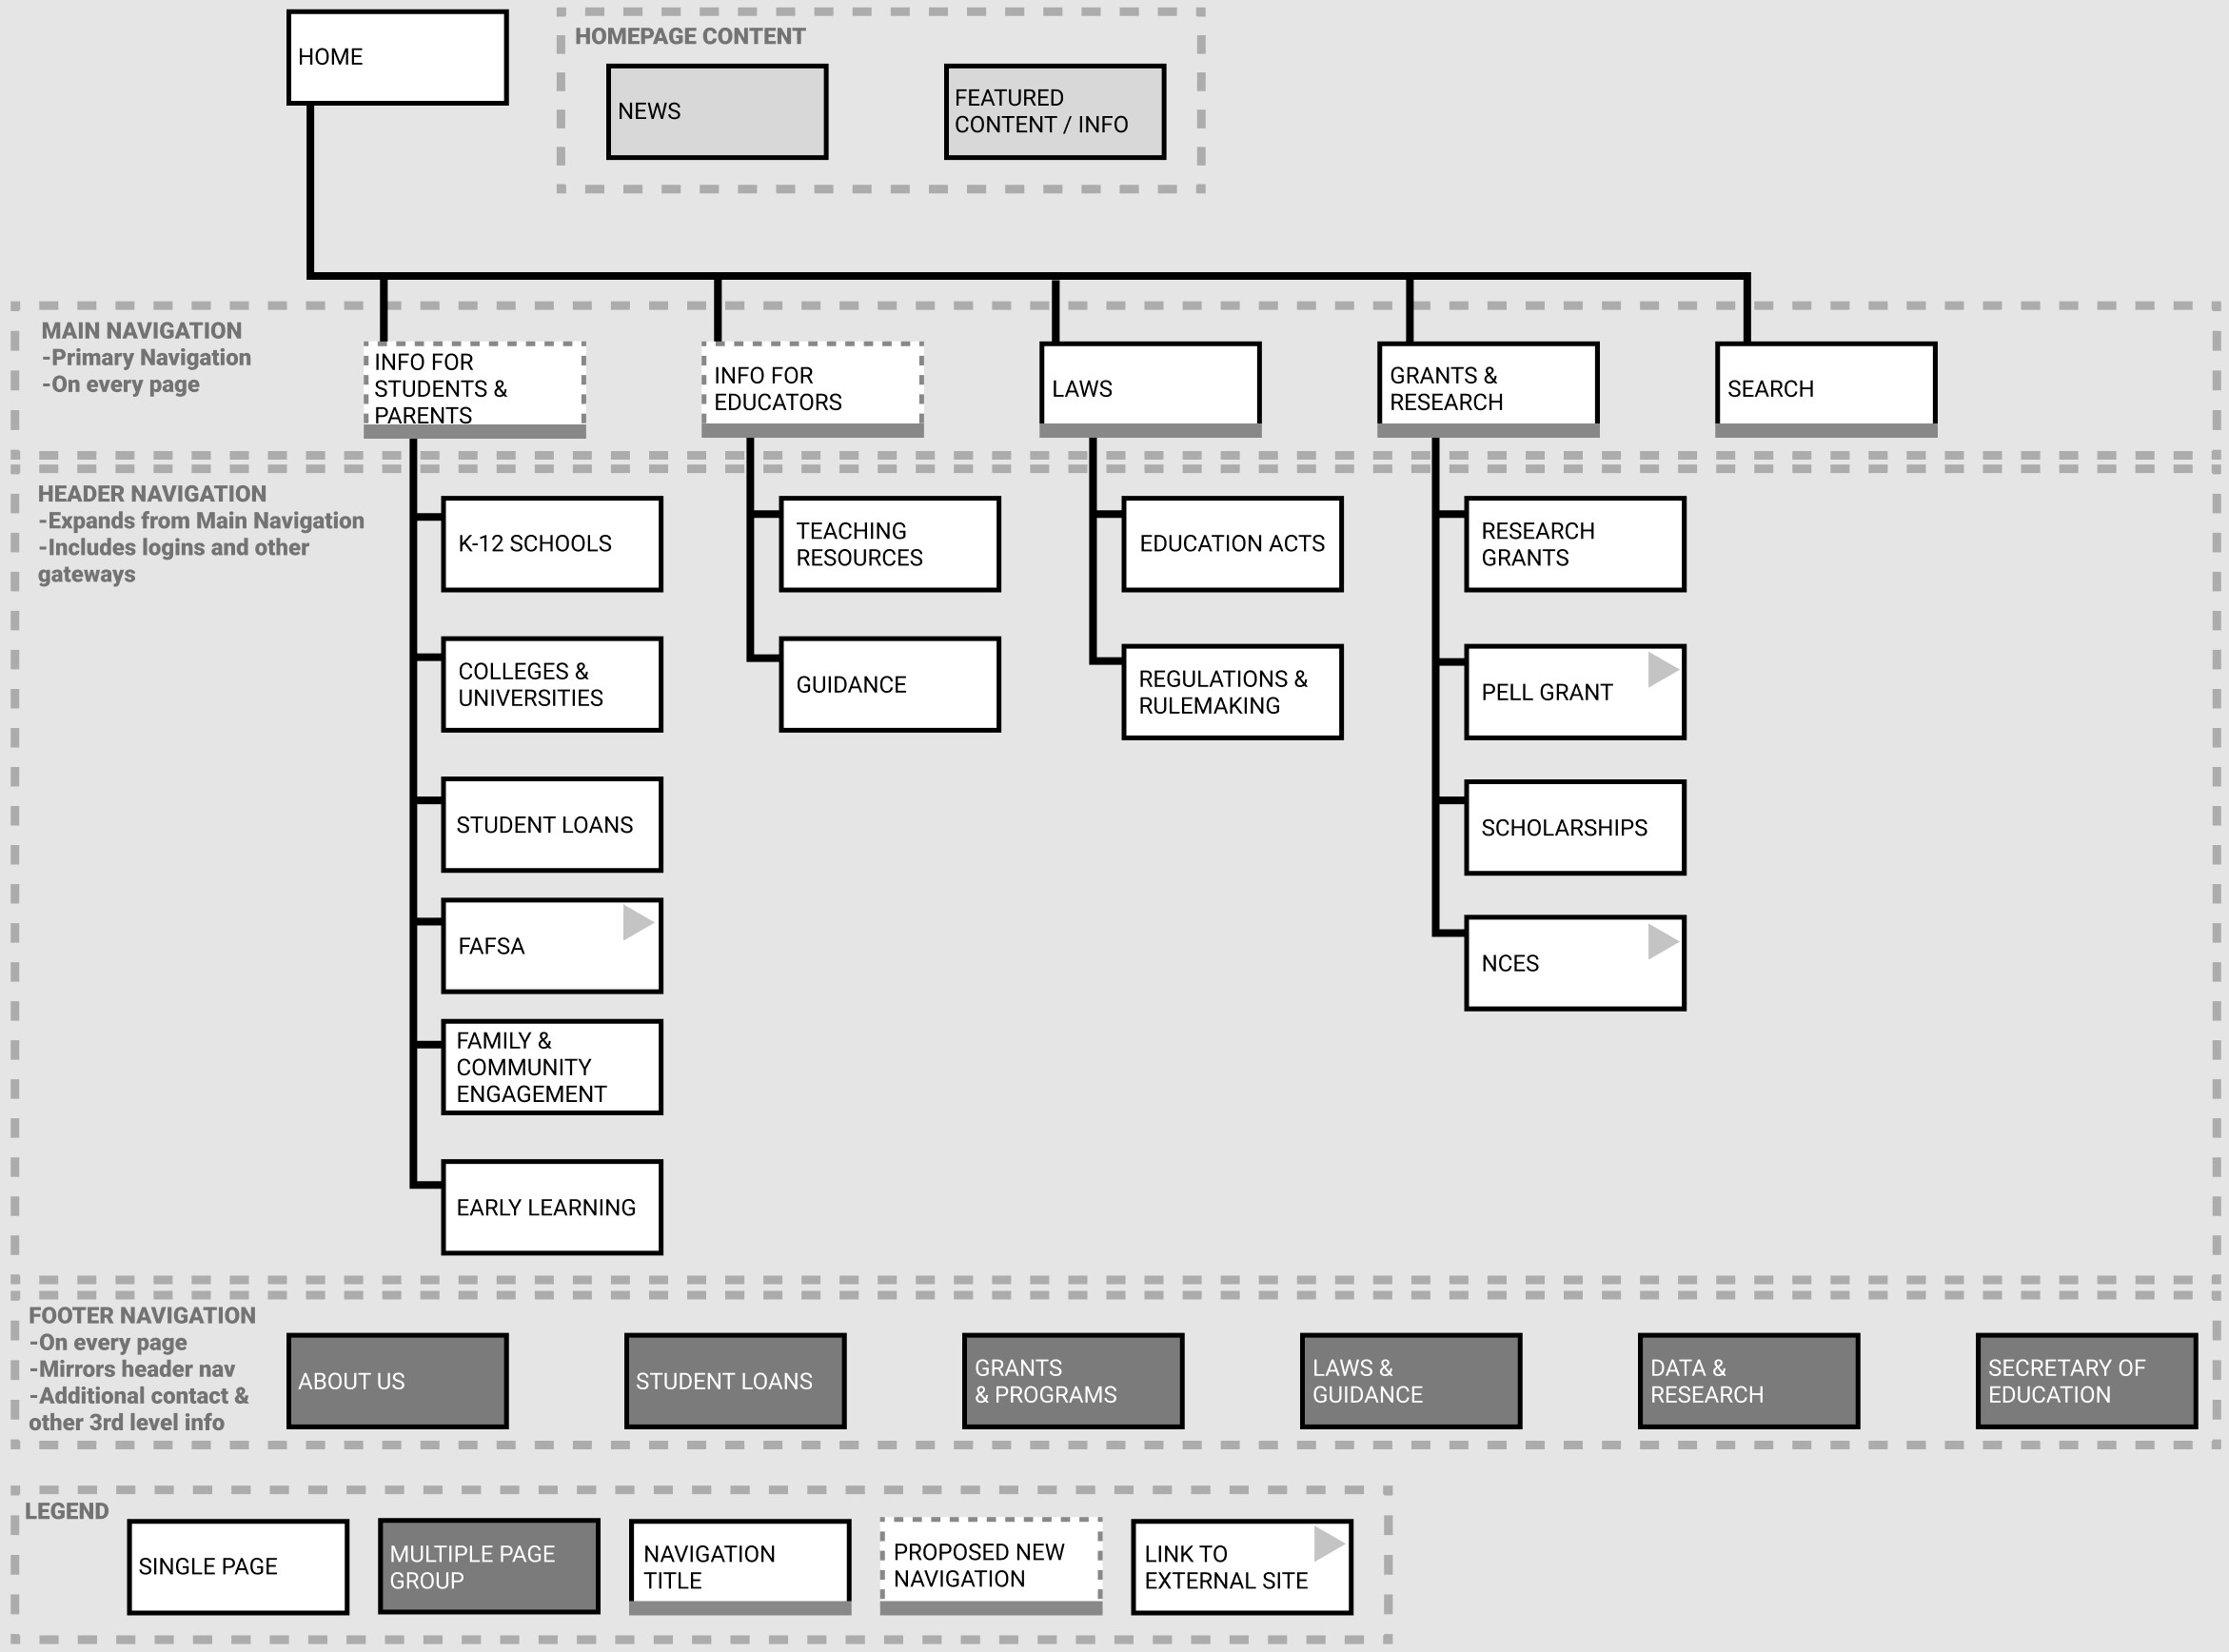 HOME
HOMEPAGE CONTENT
NEWS
FEATURED
CONTENT / INFO
MAIN NAVIGATION
-Primary Navigation
-On every page
INFO FOR
STUDENTS &
PARENTS
INFO FOR
EDUCATORS
LAWS
GRANTS &
RESEARCH
SEARCH
HEADER NAVIGATION
-Expands from Main Navigation
-Includes logins and other
gateways
K-12 SCHOOLS
COLLEGES &
UNIVERSITIES
STUDENT LOANS
FAFSA
FAMILY &
COMMUNITY
ENGAGEMENT
EARLY LEARNING
TEACHING
RESOURCES
GUIDANCE
EDUCATION ACTS
REGULATIONS &
RULEMAKING
RESEARCH
GRANTS
PELL GRANT
SCHOLARSHIPS
NCES
FOOTER NAVIGATION
-On every page
-Mirrors header nav
-Additional contact &
other 3rd level info
ABOUT US
STUDENT LOANS
GRANTS
& PROGRAMS
LAWS &
GUIDANCE
DATA &
RESEARCH
SECRETARY OF
EDUCATION
LEGEND
SINGLE PAGE
MULTIPLE PAGE
GROUP
NAVIGATION
TITLE
PROPOSED NEW
NAVIGATION
LINK TO
EXTERNAL SITE